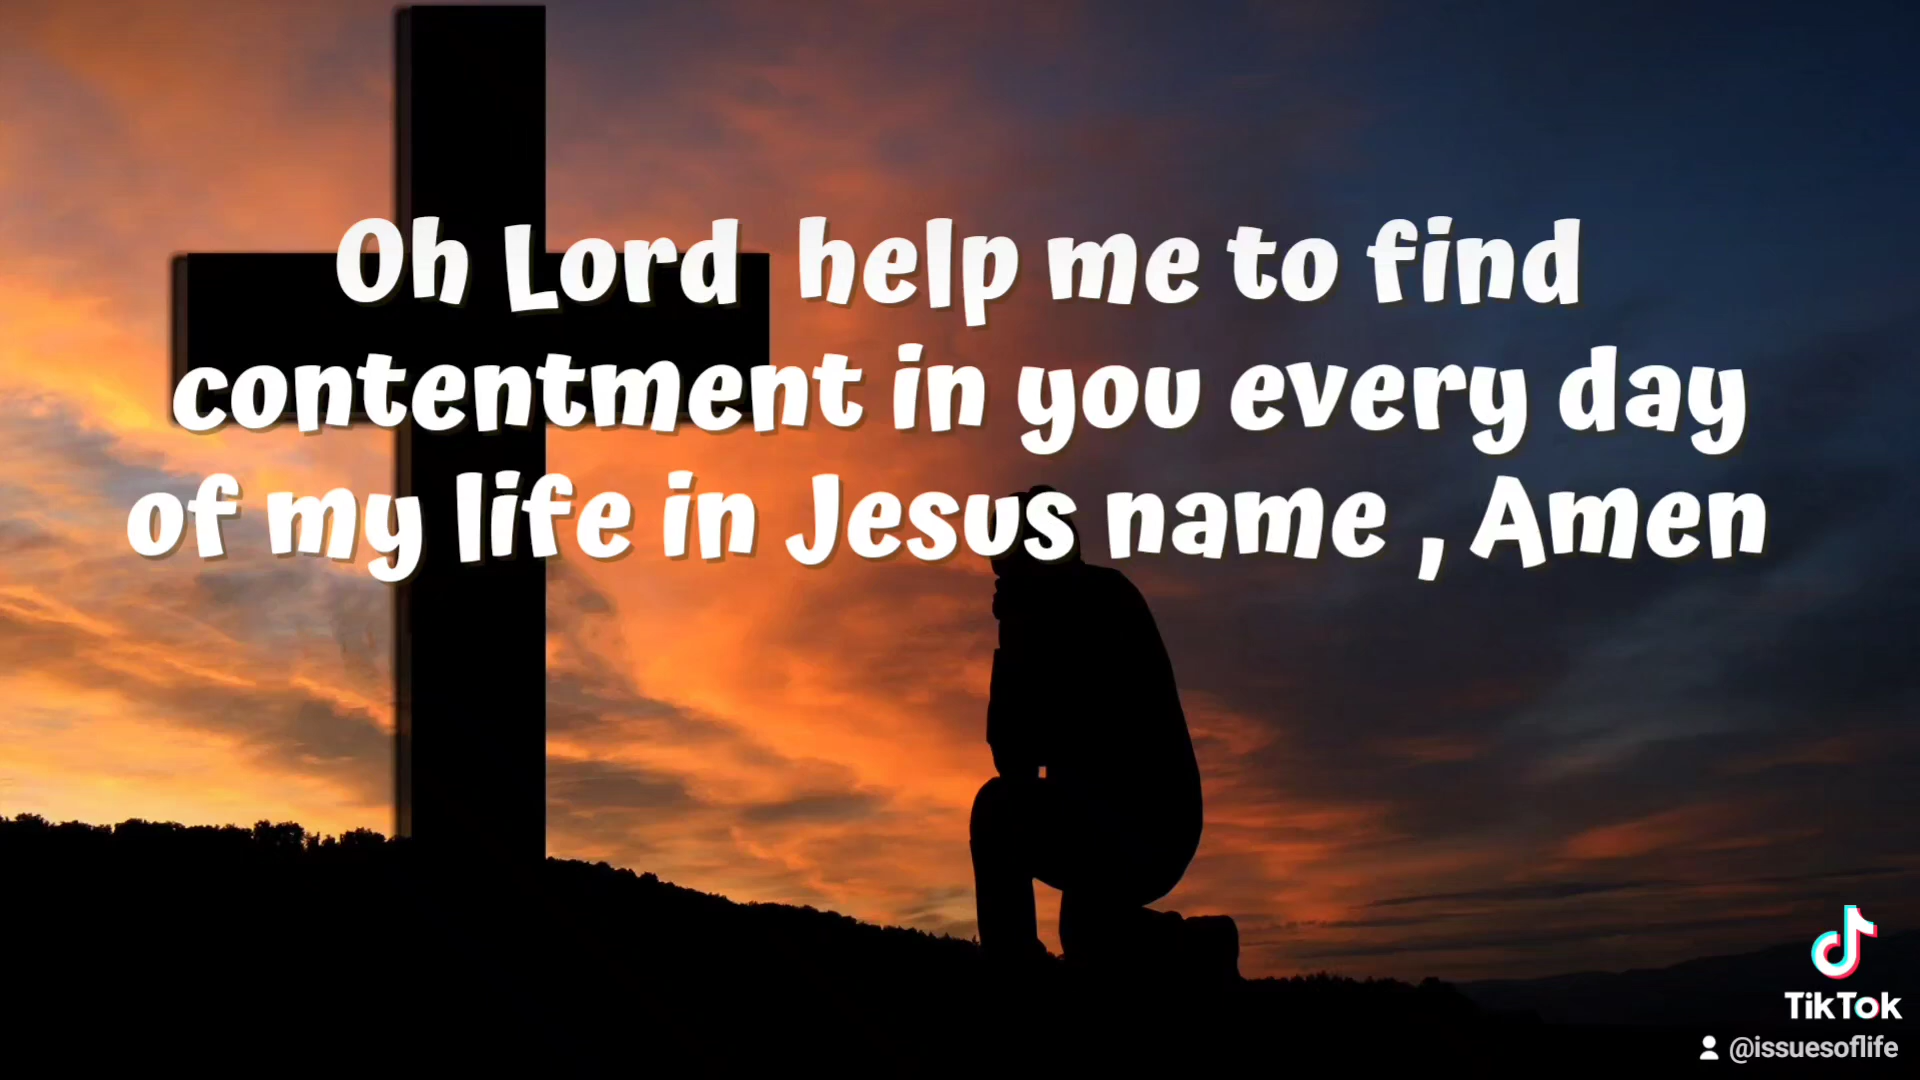 Oh Lord help me to find
contentment in you every day
of my life in Jesus name , Amen
TikTok
@issuesoflife